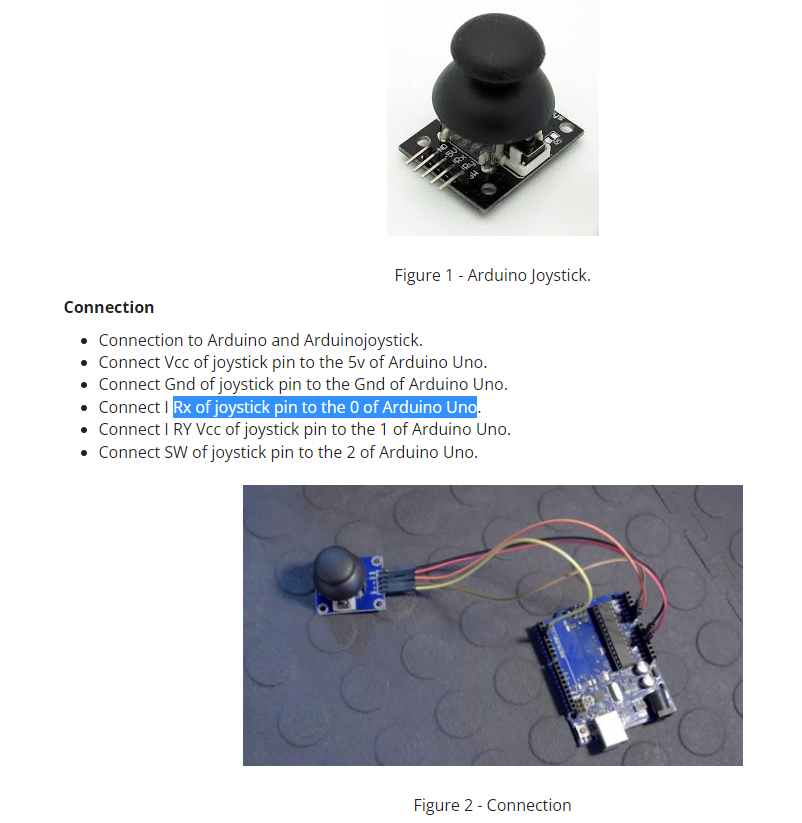 Figure 1 - Arduino Joystick.
Connection
Connection to Arduino and Arduinojoystick.
Connect Vcc of joystick pin to the 5v of Arduino Uno.
Connect Gnd of joystick pin to the Gnd of Arduino Uno.
Connect I Rx of joystick pin to the 0 of Arduino Uno.
Connect I RY Vcc of joystick pin to the 1 of Arduino Uno.
Connect SW of joystick pin to the 2 of Arduino Uno.
Figure 2 - Connection